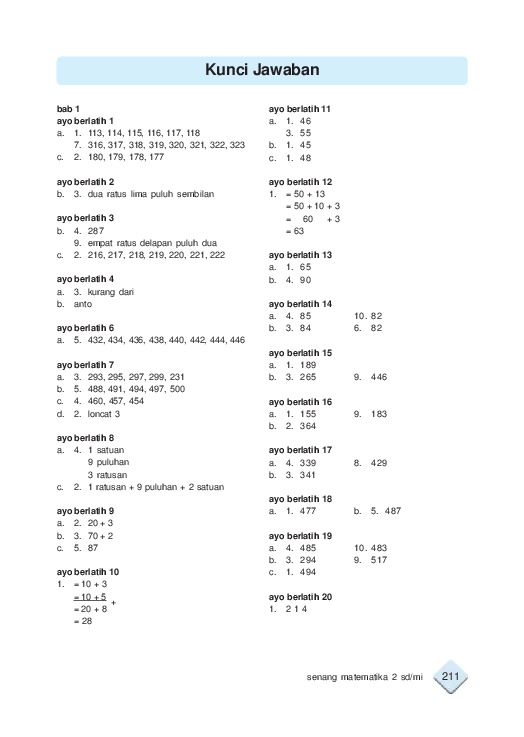 Kunci Jawaban
bab 1
ayo berlatih 1
a. 1. 113, 114, 115, 116, 117, 118
7. 316, 317, 318, 319, 320, 321, 322, 323
c. 2. 180, 179, 178, 177
ayo berlatih 2
b. 3. dua ratus lima puluh sembilan
ayo berlatih 3
b. 4. 287
9. empat ratus delapan puluh dua
c. 2. 216, 217, 218, 219, 220, 221, 222
ayo berlatih 4
a. 3. kurang dari
b. anto
ayo berlatih 6
a. 5. 432, 434, 436, 438, 440, 442, 444, 446
ayo berlatih 7
a. 3. 293, 295, 297, 299, 231
b. 5. 488, 491, 494, 497, 500
c. 4. 460, 457, 454
d. 2. loncat 3
ayo berlatih 8
a. 4. 1 satuan
9 puluhan
3 ratusan
c. 2. 1 ratusan + 9 puluhan + 2 satuan
ayo berlatih 9
a. 2. 20 + 3
b. 3. 70 + 2
c. 5. 87
ayo berlatih 10
1. = 10 + 3
= 10 + 5 +
= 20 + 8
= 28
ayo berlatih 11
a. 1. 46
3. 55
b. 1. 45
c. 1. 48
ayo berlatih 12
1. = 50 + 13
= 50 + 10 + 3
= 60 + 3
= 63
ayo berlatih 13
a. 1. 65
b. 4. 90
ayo berlatih 14
a. 4. 85 10. 82
b. 3. 84 6. 82
ayo berlatih 15
a. 1. 189
b. 3. 265 9. 446
ayo berlatih 16
a. 1. 155 9. 183
b. 2. 364
ayo berlatih 17
a. 4. 339 8. 429
b. 3. 341
ayo berlatih 18
a. 1. 477 b. 5. 487
ayo berlatih 19
a. 4. 485 10. 483
b. 3. 294 9. 517
c. 1. 494
ayo berlatih 20
1. 2 1 4
senang matematika 2 sd/mi 211